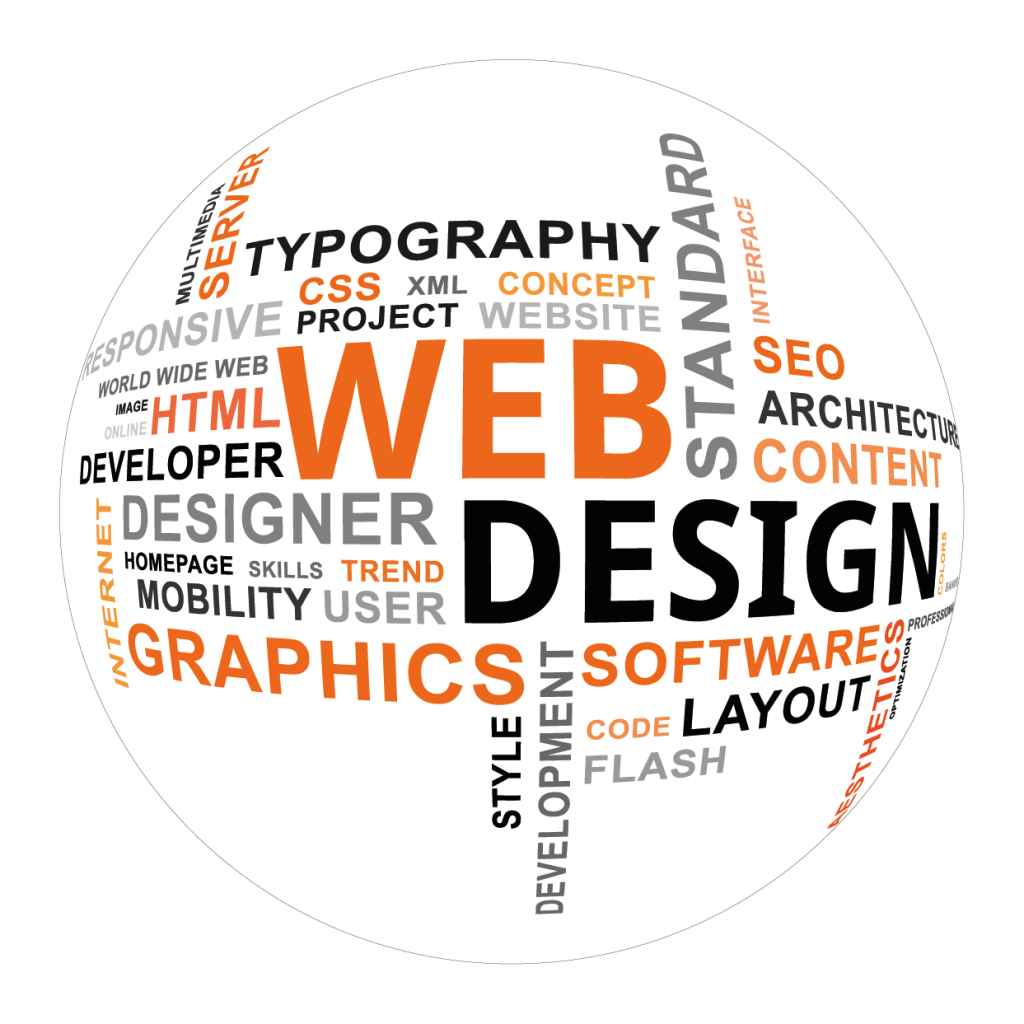 MULTIMEDIA
SERVER
TYPOGRAPHY
STANDARD
INTERFACE
CSS XML CONCEPT
RESPONSIVE PROJECT WEBSITE
WORLD WIDE WEB
WEB
SEO
IMAGE HTML
ONLINE
ARCHITECTURE
DEVELOPER
CONTENT
DESIGNER
DESIGN
INTERNET
COLORS
HOMEPAGE SKILLS TREND
MOBILITY USER
PROFESSIONAL
GRAPHICS
SOFTWARE
AESTHETICS
OPTIMIZATION
STYLE
DEVELOPMENT
CODE LAYOUT
FLASH